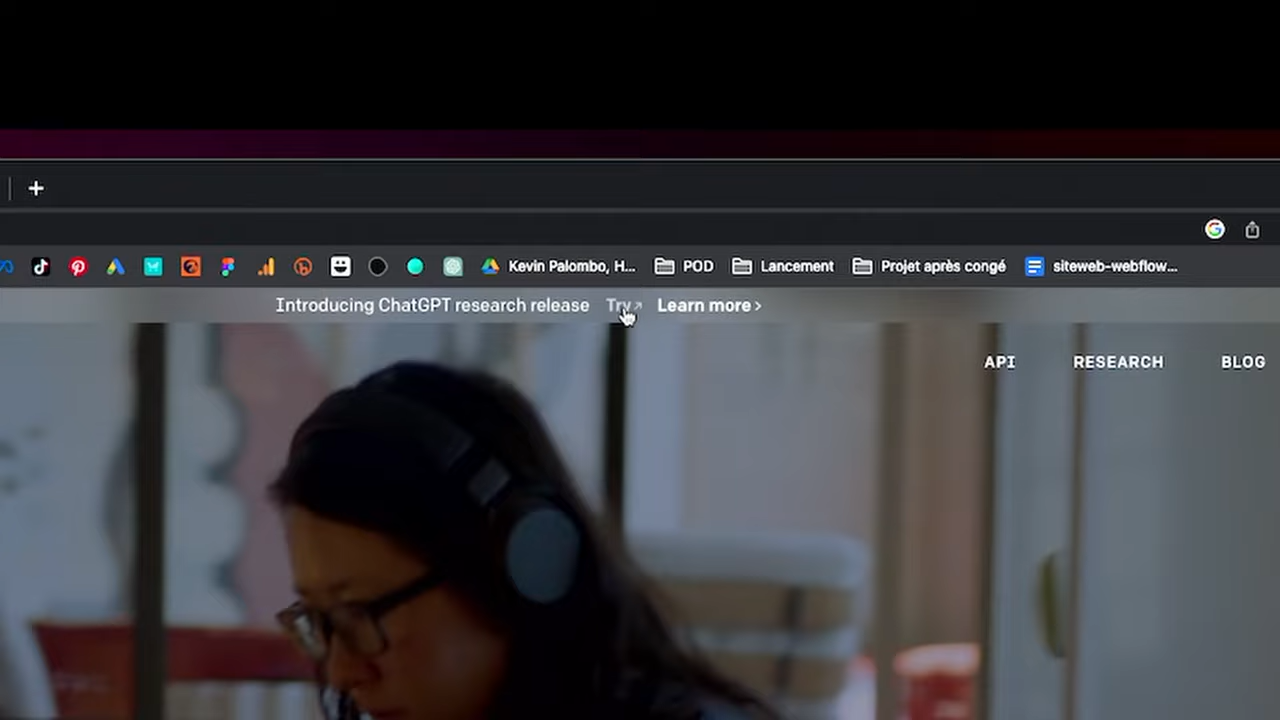 Kevin Palombo, H... POD Lancement Projet après congé siteweb-webflow...
Introducing ChatGPT research release Try↗ Learn more >
API RESEARCH BLOG